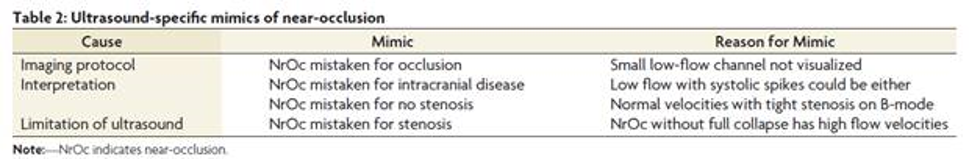 Table 2: Ultrasound-specific mimics of near-occlusion
Cause Mimic Reason for Mimic
Imaging protocol NrOc mistaken for occlusion Small low-flow channel not visualized
Interpretation NrOc mistaken for intracranial disease Low flow with systolic spikes could be either
NrOc mistaken for no stenosis Normal velocities with tight stenosis on B-mode
Limitation of ultrasound NrOc mistaken for stenosis NrOc without full collapse has high flow velocities
Note:—NrOc indicates near-occlusion.